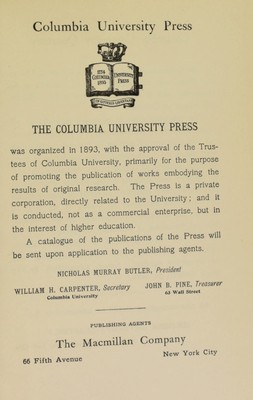 Columbia University Press
1754
COLUMBIA
1893
UNIVERSITY
PRESS
THE COLUMBIA UNIVERSITY PRESS
was organized in 1893, with the approval of the Trus-
tees of Columbia University, primarily for the purpose
of promoting the publication of works embodying the
results of original research. The Press is a private
corporation, directly related to the University; and it
is conducted, not as a commercial enterprise, but in
the interest of higher education.
A catalogue of the publications of the Press will
be sent upon application to the publishing agents.
NICHOLAS MURRAY BUTLER, President
WILLIAM H. CARPENTER, Secretary JOHN B. PINE, Treasurer
Columbia University 63 Wall Street
PUBLISHING AGENTS
The Macmillan Company
66 Fifth Avenue New York City